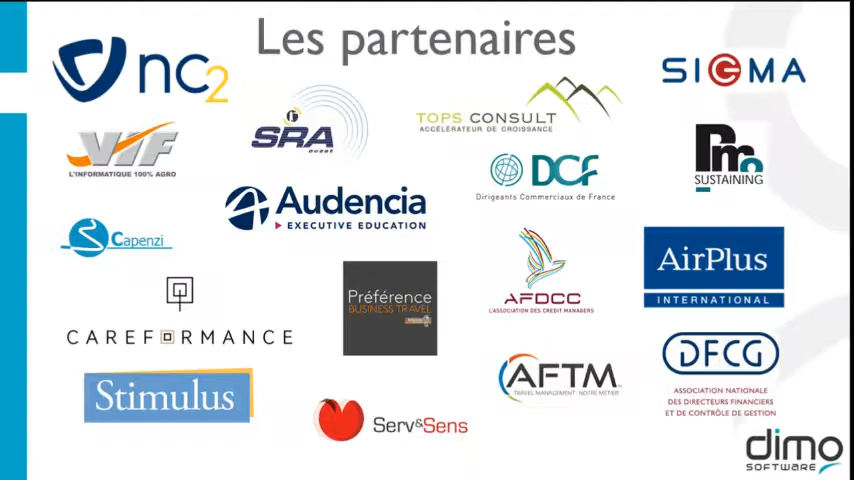 Les partenaires
nc2
SIGMA
VIF
L'INFORMATIQUE 100% AGRO
SRA
ouest
TOPS CONSULT
ACCÉLÉRATEUR DE CROISSANCE
DCF
Dirigeants Commerciaux de France
Pmo
SUSTAINING
Audencia
EXECUTIVE EDUCATION
Capenzi
AFDCC
L'ASSOCIATION DES CREDIT MANAGERS
AirPlus
INTERNATIONAL
CAREFORMANCE
Préférence
BUSINESS TRAVEL
AFTM
TRAVEL MANAGEMENT - NOTRE MÉTIER
DFCG
ASSOCIATION NATIONALE
DES DIRECTEURS FINANCIERS
ET DE CONTRÔLE DE GESTION
Stimulus
Serv&Sens
dimo
SOFTWARE